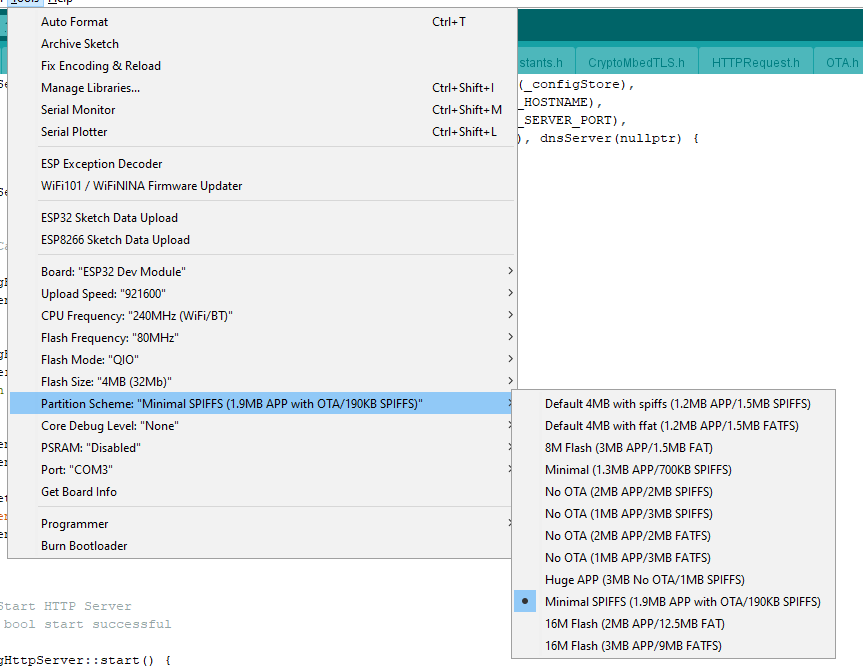 Tools Help
Auto Format Ctrl+T
Archive Sketch
Fix Encoding & Reload
Manage Libraries... Ctrl+Shift+I
Serial Monitor Ctrl+Shift+M
Serial Plotter Ctrl+Shift+L
ESP Exception Decoder
WiFi101 / WiFiNINA Firmware Updater
ESP32 Sketch Data Upload
ESP8266 Sketch Data Upload
Board: "ESP32 Dev Module"
Upload Speed: "921600"
CPU Frequency: "240MHz (WiFi/BT)"
Flash Frequency: "80MHz"
Flash Mode: "QIO"
Flash Size: "4MB (32Mb)"
Partition Scheme: "Minimal SPIFFS (1.9MB APP with OTA/190KB SPIFFS)"
Core Debug Level: "None"
PSRAM: "Disabled"
Port: "COM3"
Get Board Info
Programmer
Burn Bootloader
stants.h CryptoMbedTLS.h HTTPRequest.h OTA.h
(_configStore),
_HOSTNAME),
_SERVER_PORT),
), dnsServer(nullptr) {
Default 4MB with spiffs (1.2MB APP/1.5MB SPIFFS)
Default 4MB with ffat (1.2MB APP/1.5MB FATFS)
8M Flash (3MB APP/1.5MB FAT)
Minimal (1.3MB APP/700KB SPIFFS)
No OTA (2MB APP/2MB SPIFFS)
No OTA (1MB APP/3MB SPIFFS)
No OTA (2MB APP/2MB FATFS)
No OTA (1MB APP/3MB FATFS)
Huge APP (3MB No OTA/1MB SPIFFS)
Minimal SPIFFS (1.9MB APP with OTA/190KB SPIFFS)
16M Flash (2MB APP/12.5MB FAT)
16M Flash (3MB APP/9MB FATFS)
Start HTTP Server
bool start successful
gHttpServer::start() {